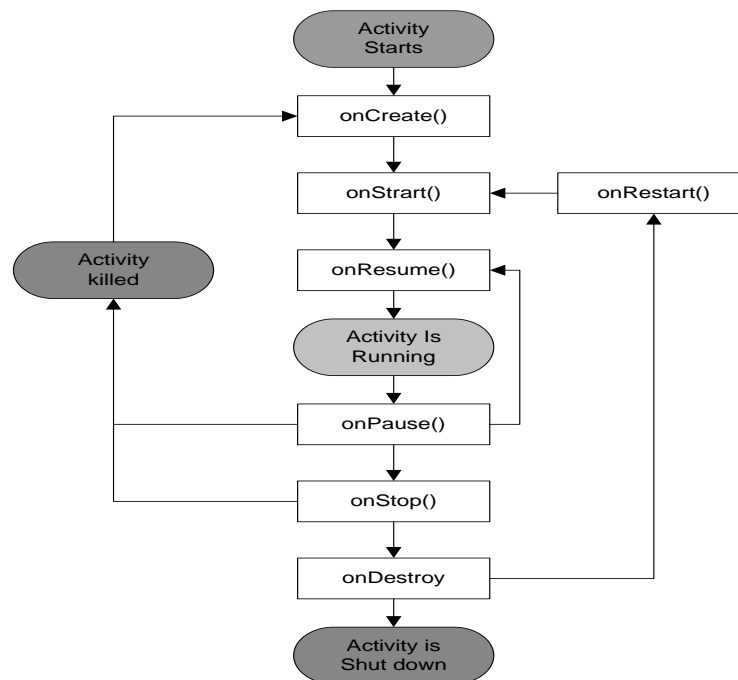 Activity
Starts
onCreate()
onStrart()
onRestart()
Activity
killed
onResume()
Activity Is
Running
onPause()
onStop()
onDestroy
Activity is
Shut down